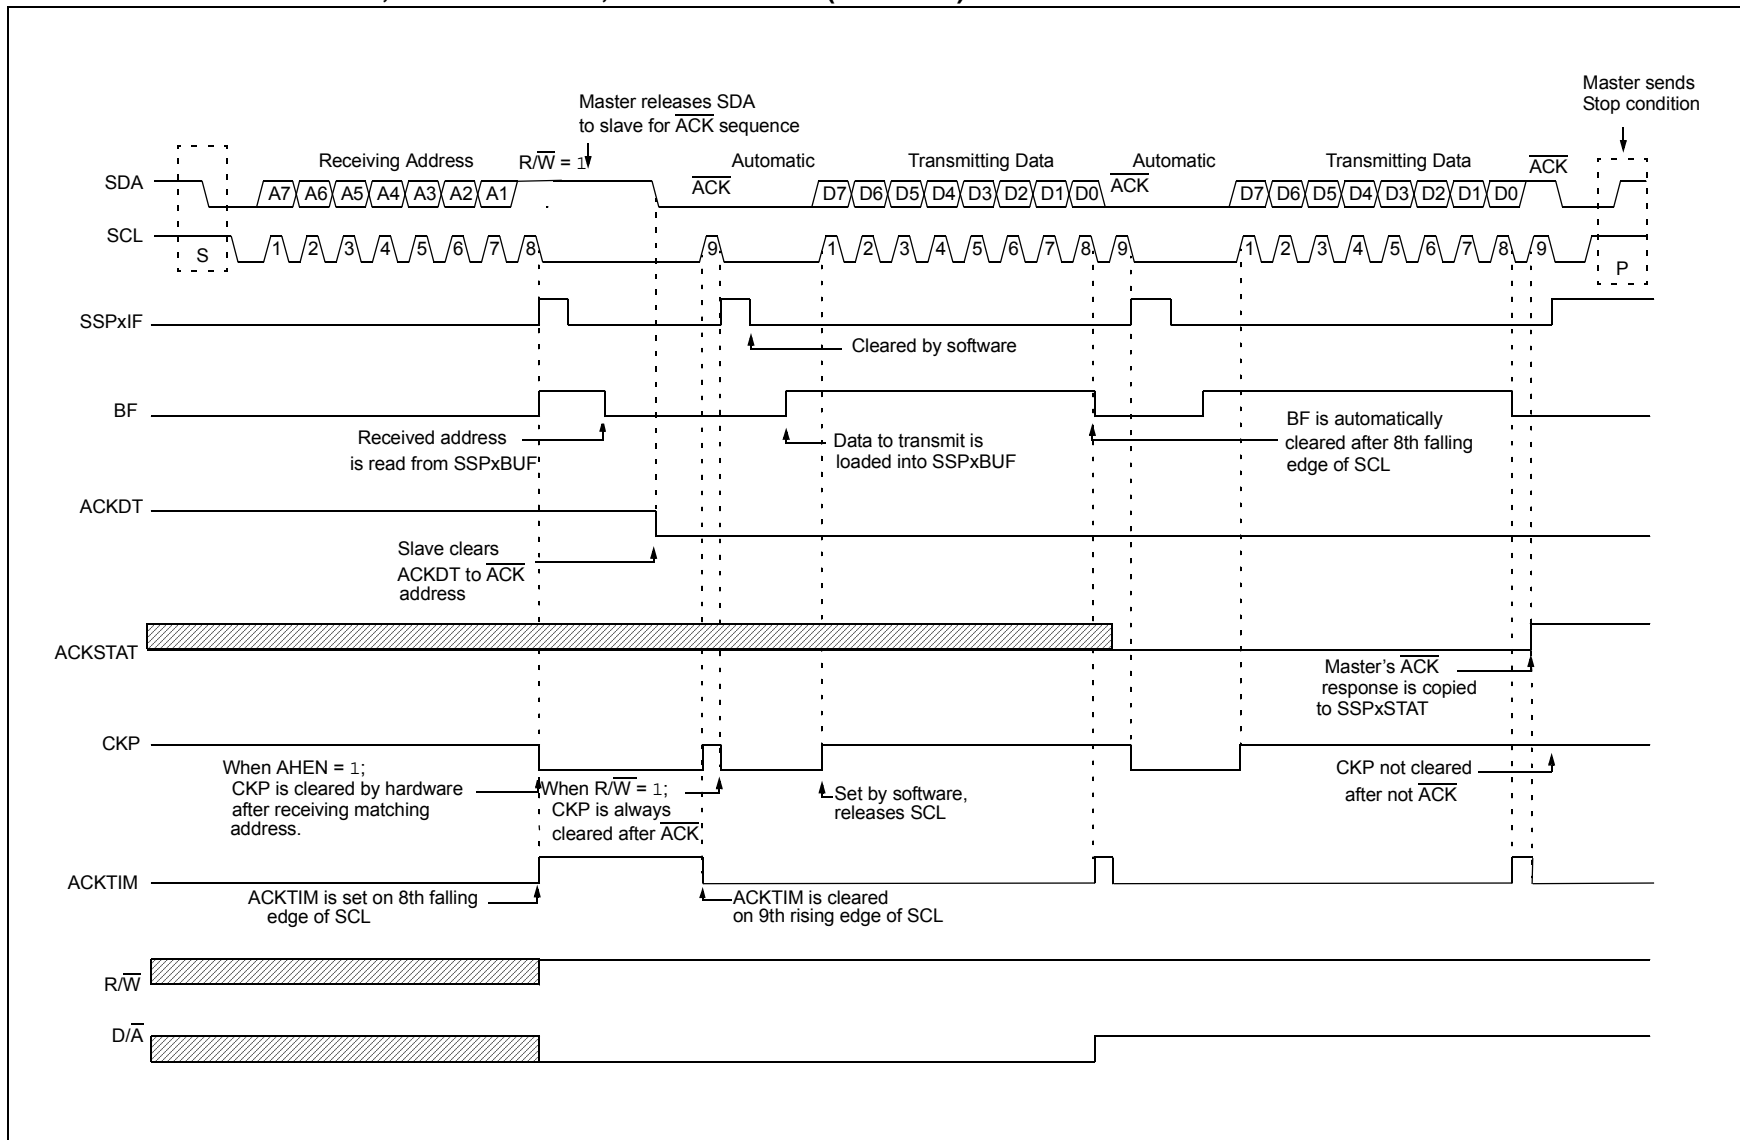 Master sends
Stop condition
Master releases SDA
to slave for A̅C̅K̅ sequence
Receiving Address
R/W̅ = 1
Automatic
Transmitting Data
Automatic
Transmitting Data
A̅C̅K̅
SDA
A7 A6 A5 A4 A3 A2 A1
A̅C̅K̅
D7 D6 D5 D4 D3 D2 D1 D0
A̅C̅K̅
D7 D6 D5 D4 D3 D2 D1 D0
SCL
S
1 2 3 4 5 6 7 8 9
1 2 3 4 5 6 7 8 9
1 2 3 4 5 6 7 8 9
P
SSPxIF
Cleared by software
BF
Received address
is read from SSPxBUF
Data to transmit is
loaded into SSPxBUF
BF is automatically
cleared after 8th falling
edge of SCL
ACKDT
Slave clears
ACKDT to A̅C̅K̅
address
ACKSTAT
Master's A̅C̅K̅
response is copied
to SSPxSTAT
CKP
When AHEN = 1;
CKP is cleared by hardware
after receiving matching
address.
When R/W̅ = 1;
CKP is always
cleared after A̅C̅K̅
Set by software,
releases SCL
CKP not cleared
after not A̅C̅K̅
ACKTIM
ACKTIM is set on 8th falling
edge of SCL
ACKTIM is cleared
on 9th rising edge of SCL
R/W̅
D/A̅